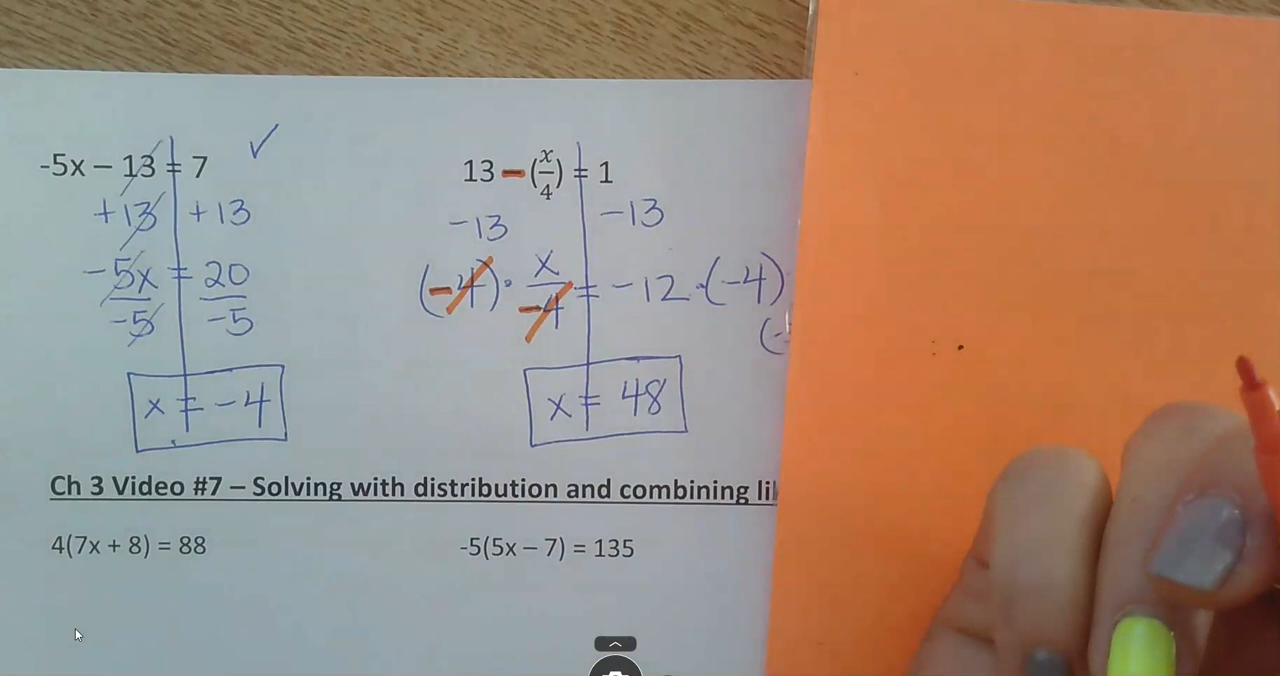 -5x – 13 = 7 ✓
+13 +13
-5x = 20
-5 -5
x = -4
13 – (x/4) = 1
-13 -13
(-4) · x/-4 = -12 · (-4)
x = 48
Ch 3 Video #7 – Solving with distribution and combining
4(7x + 8) = 88
-5(5x – 7) = 135